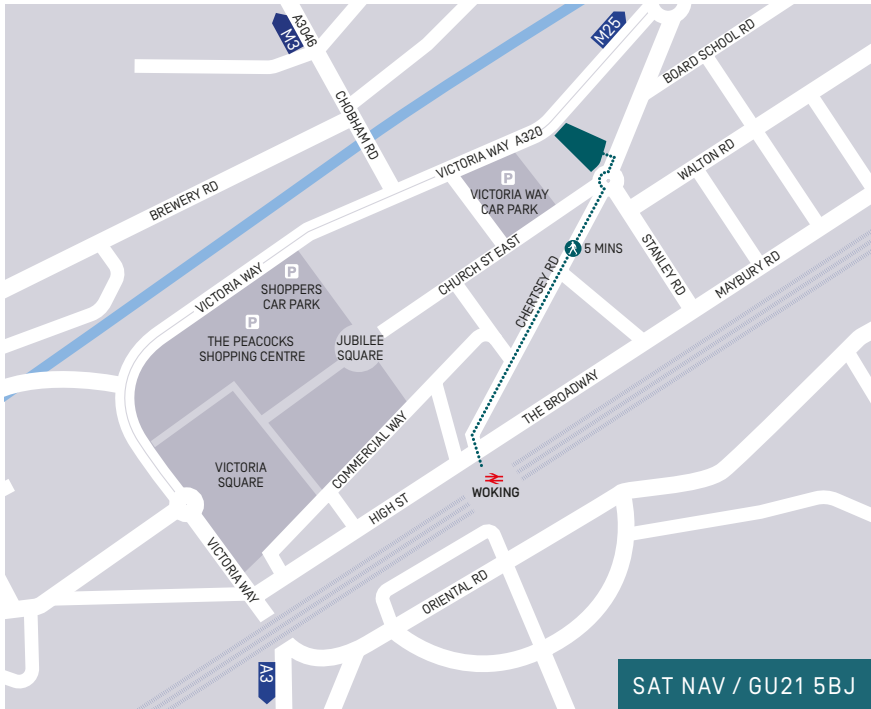 M3
A3046
M25
BOARD SCHOOL RD
CHOBHAM RD
VICTORIA WAY A320
WALTON RD
P
VICTORIA WAY
CAR PARK
BREWERY RD
STANLEY RD
5 MINS
CHURCH ST EAST
CHERTSEY RD
MAYBURY RD
VICTORIA WAY
P
SHOPPERS
CAR PARK
P
THE PEACOCKS
SHOPPING CENTRE
JUBILEE
SQUARE
THE BROADWAY
COMMERCIAL WAY
VICTORIA
SQUARE
WOKING
HIGH ST
VICTORIA WAY
ORIENTAL RD
A3
SAT NAV / GU21 5BJ